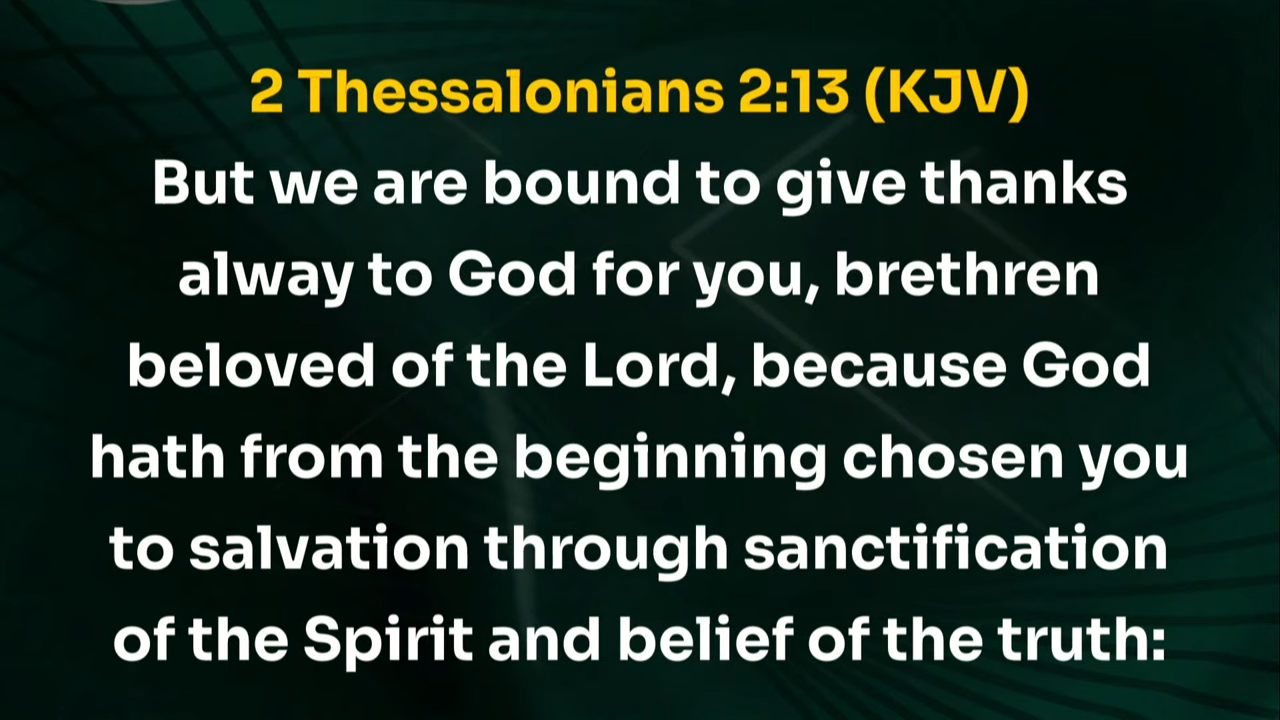 2 Thessalonians 2:13 (KJV)
But we are bound to give thanks
alway to God for you, brethren
beloved of the Lord, because God
hath from the beginning chosen you
to salvation through sanctification
of the Spirit and belief of the truth: